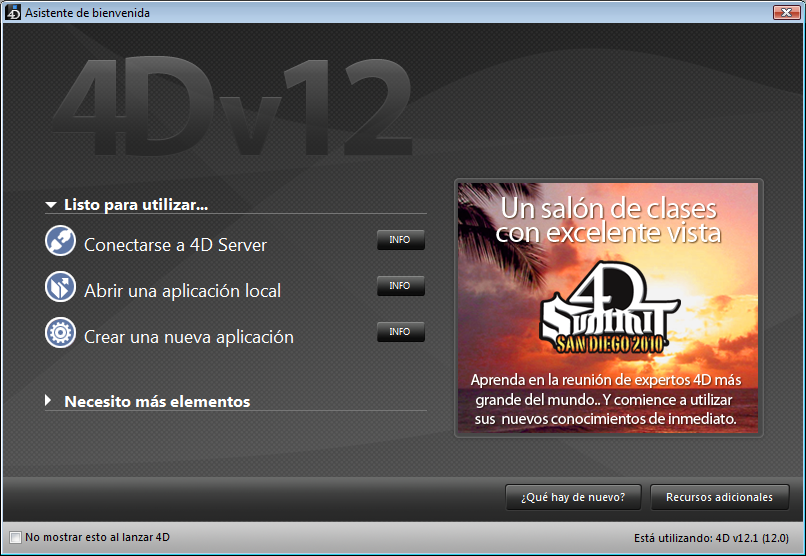 Asistente de bienvenida
4Dv12
Listo para utilizar...
Conectarse a 4D Server
INFO
Abrir una aplicación local
INFO
Crear una nueva aplicación
INFO
Necesito más elementos
Un salón de clases
con excelente vista
4D
SUMMIT
SAN DIEGO 2010
Aprenda en la reunión de expertos 4D más
grande del mundo.. Y comience a utilizar
sus nuevos conocimientos de inmediato.
¿Qué hay de nuevo?
Recursos adicionales
No mostrar esto al lanzar 4D
Está utilizando: 4D v12.1 (12.0)